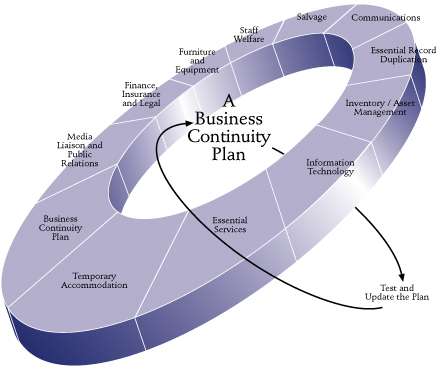 Communications
Salvage
Staff
Welfare
Essential Record
Duplication
Furniture
and
Equipment
Finance,
Insurance
and Legal
A
Business
Continuity
Plan
Inventory / Asset
Management
Media
Liaison and
Public
Relations
Information
Technology
Business
Continuity
Plan
Essential
Services
Temporary
Accommodation
Test and
Update the Plan